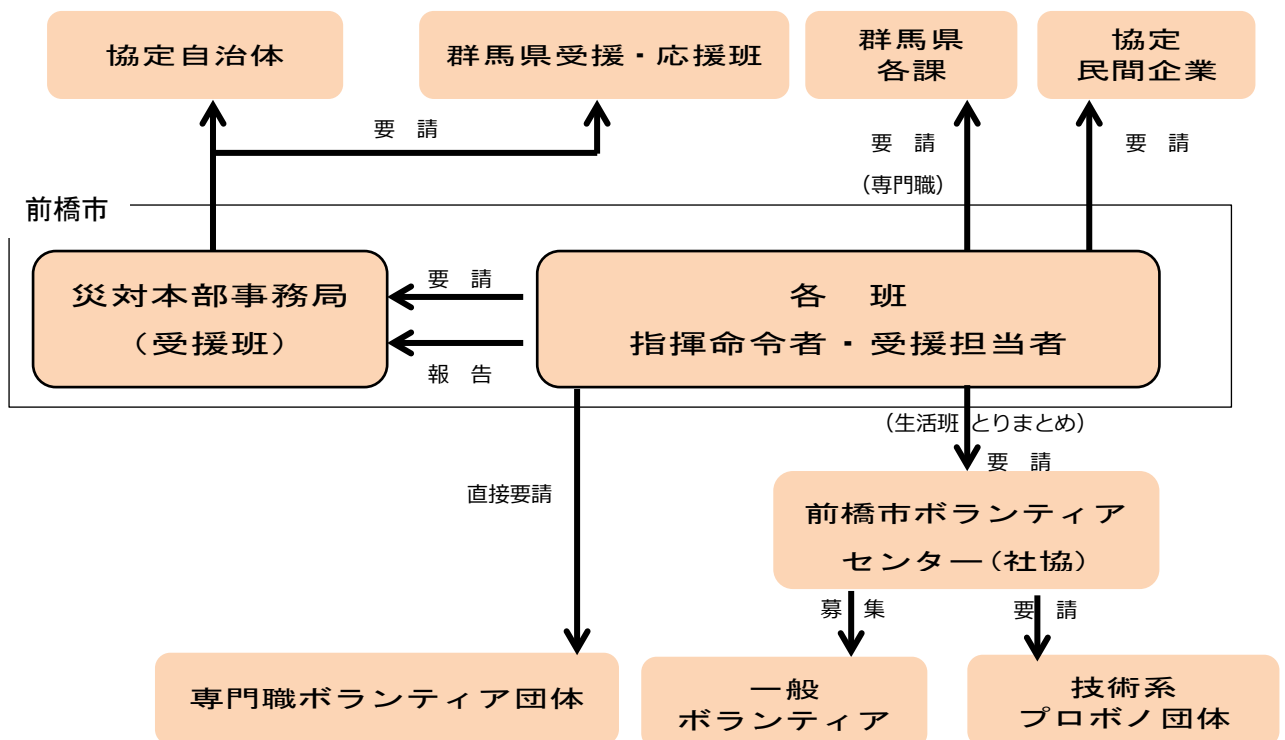 協定自治体
群馬県受援・応援班
群馬県
各課
協定
民間企業
要 請
要 請
(専門職)
要 請
前橋市
災対本部事務局
(受援班)
要 請
報 告
各 班
指揮命令者・受援担当者
(生活班 とりまとめ)
要 請
直接要請
前橋市ボランティア
センター(社協)
募 集
要 請
専門職ボランティア団体
一般
ボランティア
技術系
プロボノ団体